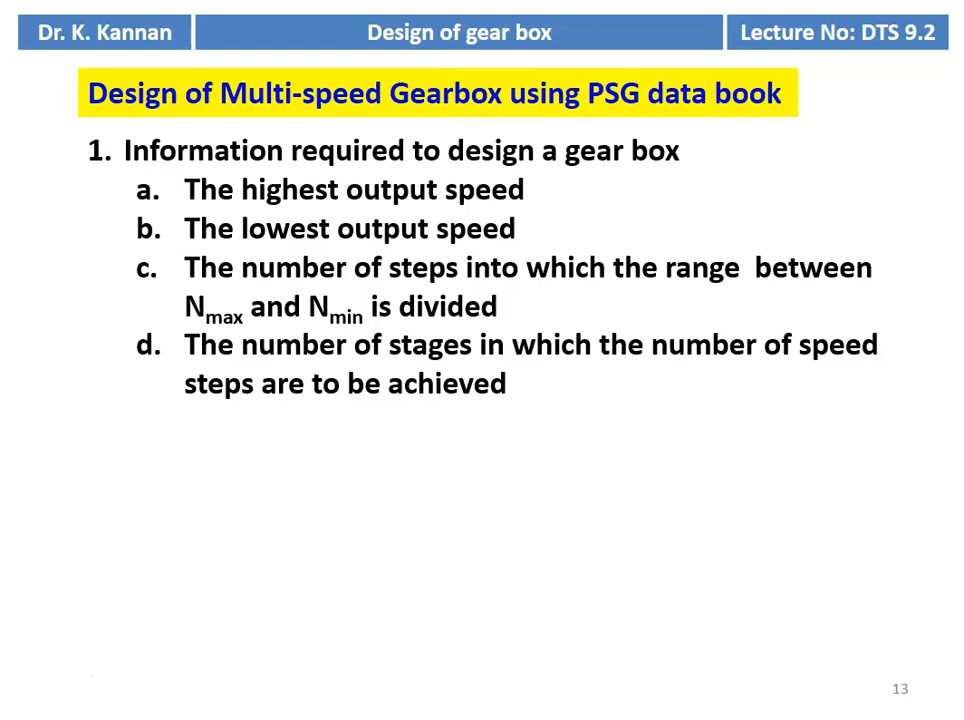 Dr. K. Kannan
Design of gear box
Lecture No: DTS 9.2
Design of Multi-speed Gearbox using PSG data book
1. Information required to design a gear box
a. The highest output speed
b. The lowest output speed
c. The number of steps into which the range between
Nmax and Nmin is divided
d. The number of stages in which the number of speed
steps are to be achieved
13